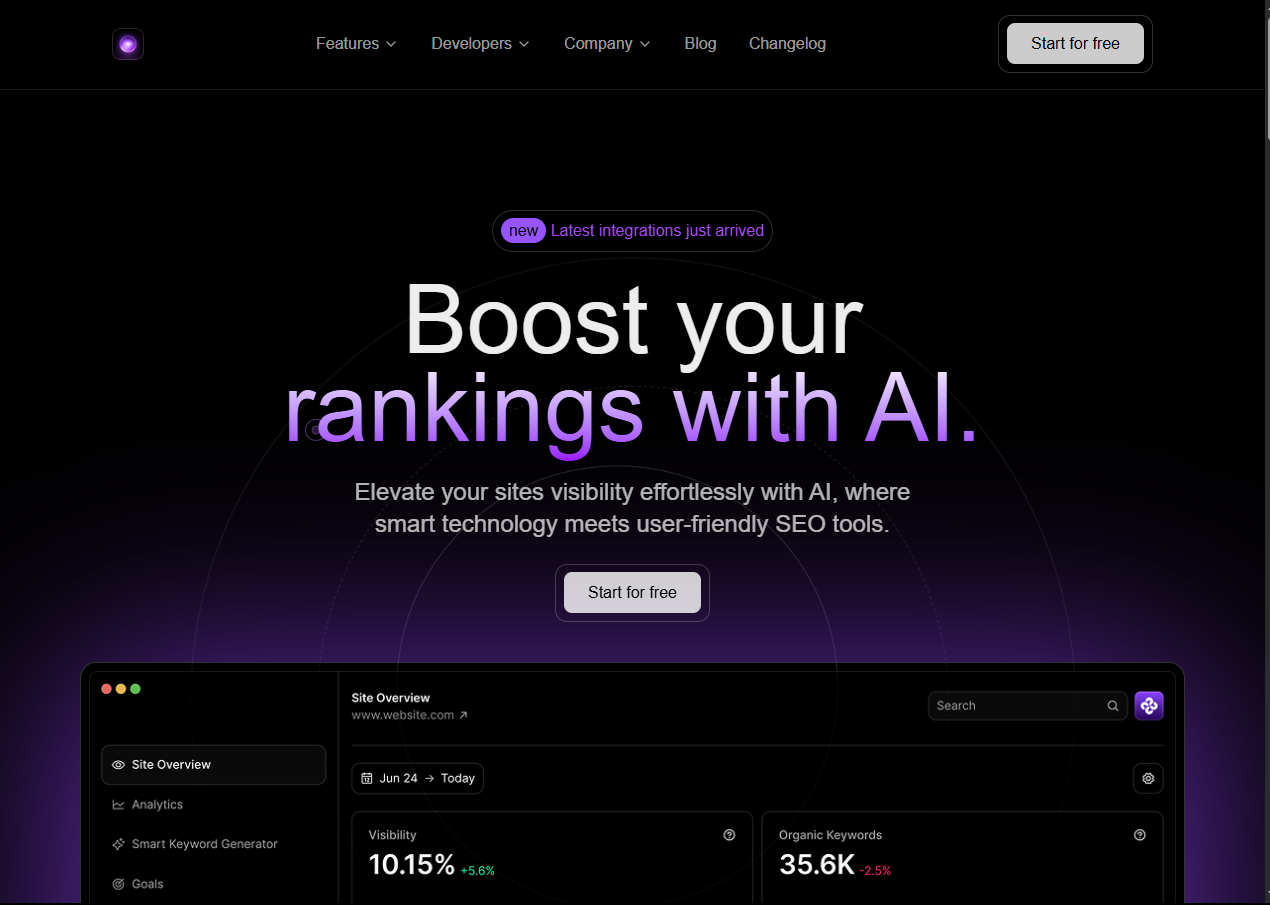 Features
Developers
Company
Blog
Changelog
Start for free
new Latest integrations just arrived
Boost your
rankings with AI.
Elevate your sites visibility effortlessly with AI, where
smart technology meets user-friendly SEO tools.
Start for free
Site Overview
www.website.com
Search
Site Overview
Analytics
Smart Keyword Generator
Goals
Jun 24 → Today
Visibility
10.15% +5.6%
Organic Keywords
35.6K -2.5%